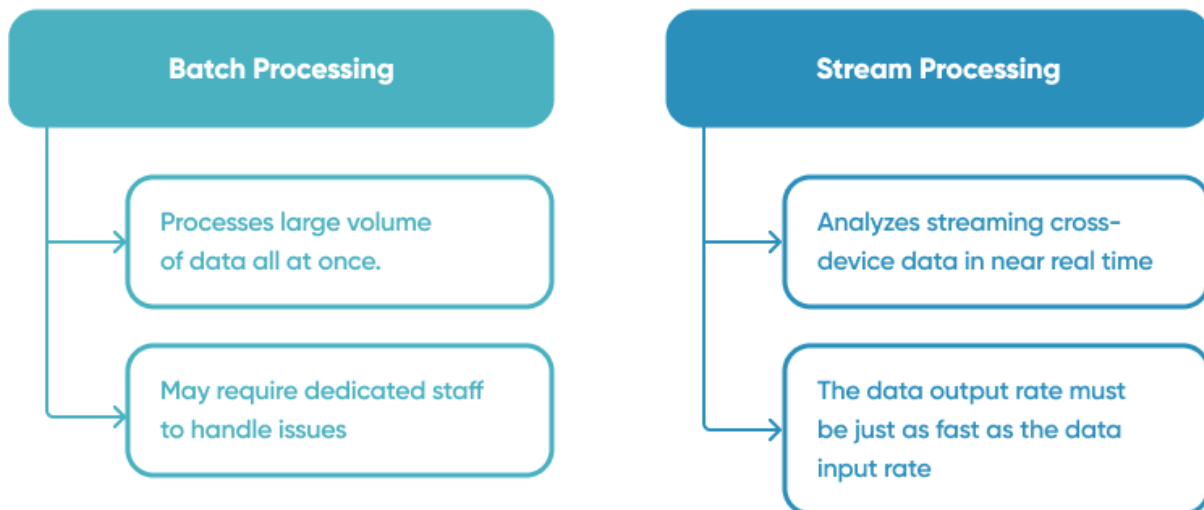 Batch Processing
Processes large volume
of data all at once.
May require dedicated staff
to handle issues
Stream Processing
Analyzes streaming cross-
device data in near real time
The data output rate must
be just as fast as the data
input rate